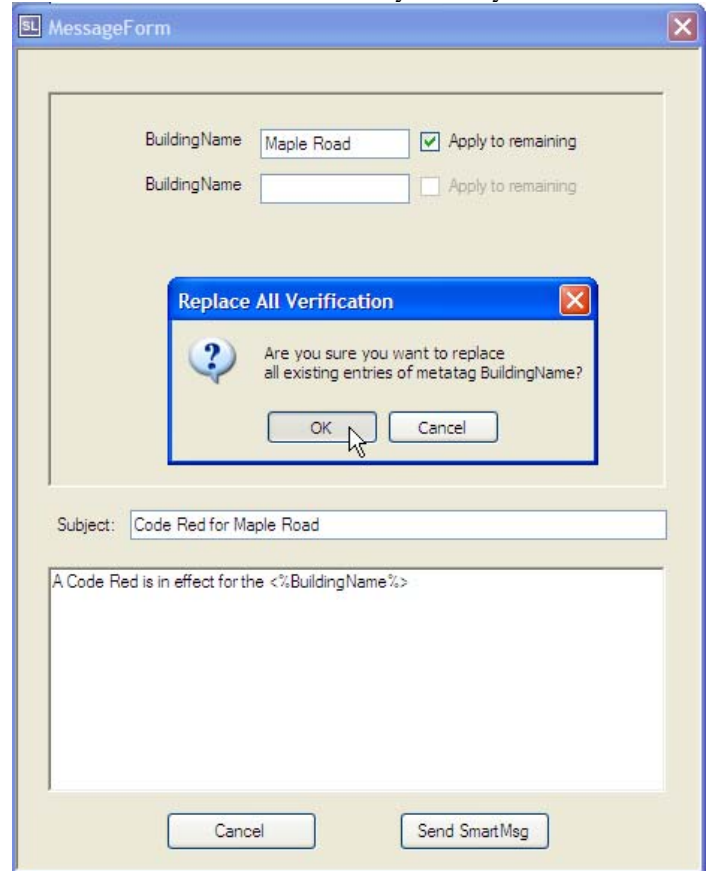 SL MessageForm
BuildingName Maple Road Apply to remaining
BuildingName Apply to remaining
Replace All Verification
Are you sure you want to replace
all existing entries of metatag BuildingName?
OK Cancel
Subject: Code Red for Maple Road
A Code Red is in effect for the <%BuildingName%>
Cancel Send SmartMsg